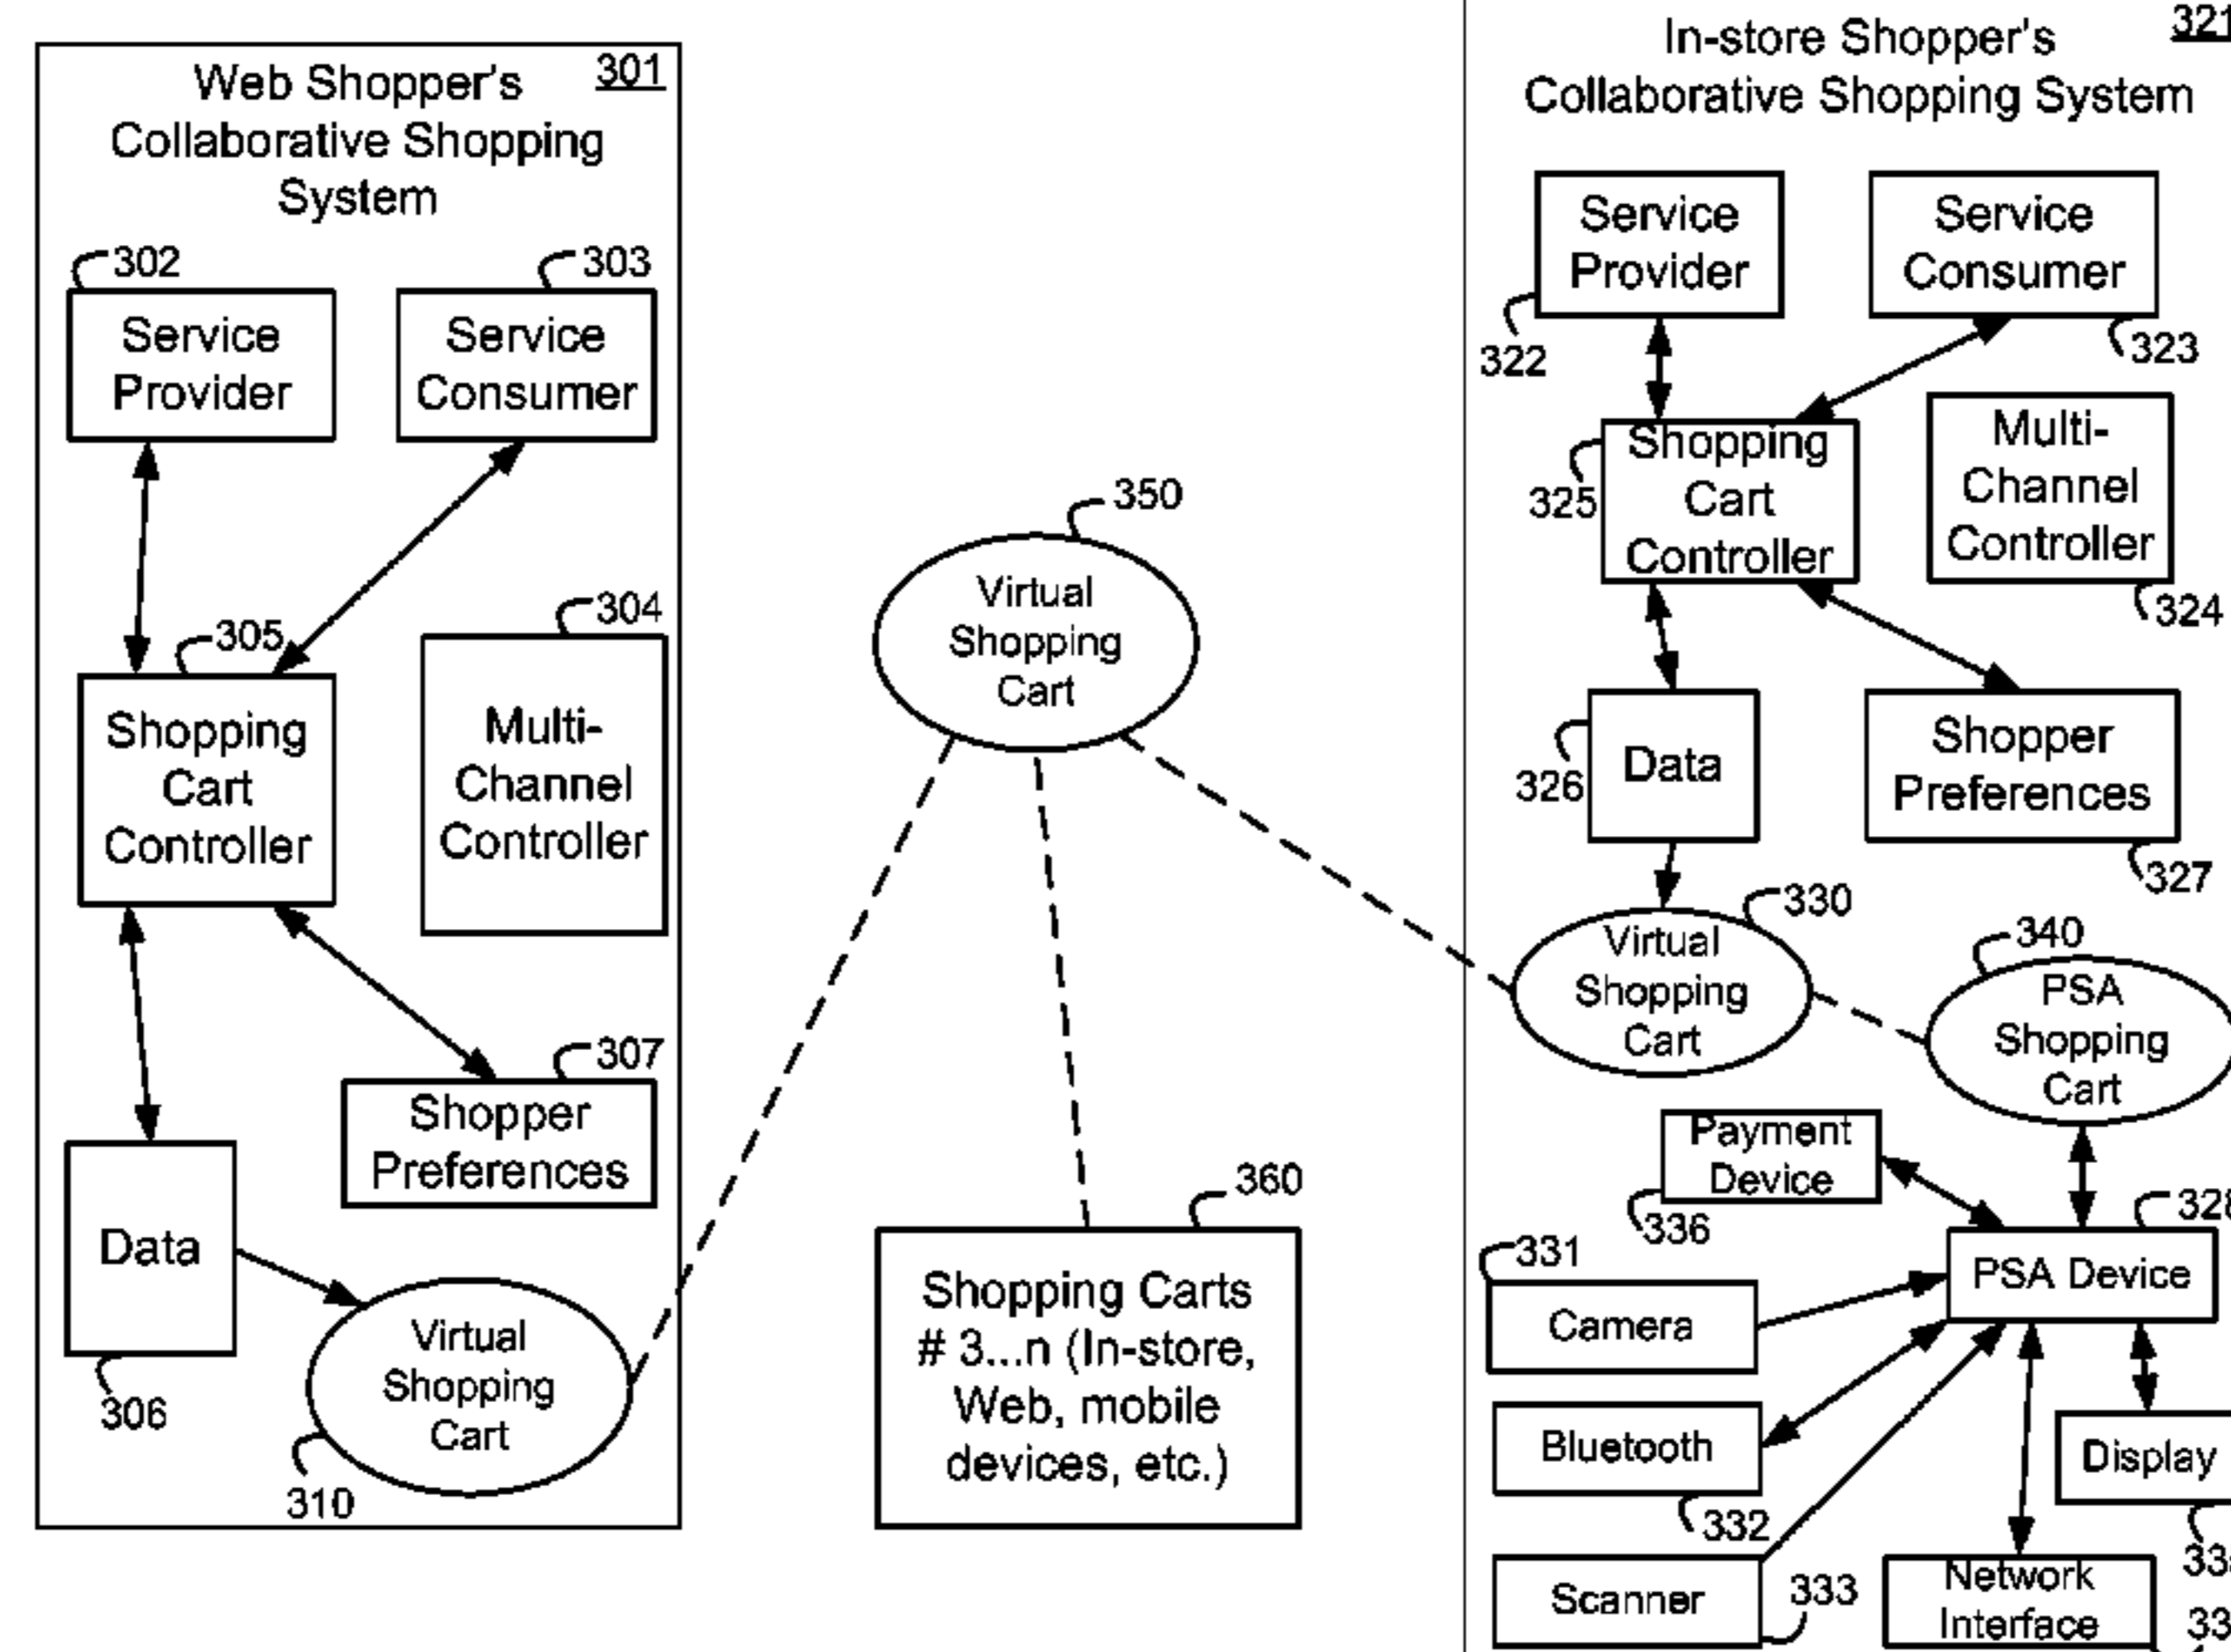 Web Shopper's
Collaborative Shopping
System
301
302
Service
Provider
303
Service
Consumer
304
Multi-
Channel
Controller
305
Shopping
Cart
Controller
307
Shopper
Preferences
Data
306
Virtual
Shopping
Cart
310
350
Virtual
Shopping
Cart
360
Shopping Carts
# 3...n (In-store,
Web, mobile
devices, etc.)
In-store Shopper's
Collaborative Shopping System
321
Service
Provider
322
Service
Consumer
323
Shopping
Cart
Controller
325
Multi-
Channel
Controller
324
Data
326
Shopper
Preferences
327
330
Virtual
Shopping
Cart
340
PSA
Shopping
Cart
Payment
Device
336
328
PSA Device
331
Camera
Bluetooth
332
Display
Scanner
333
Network
Interface